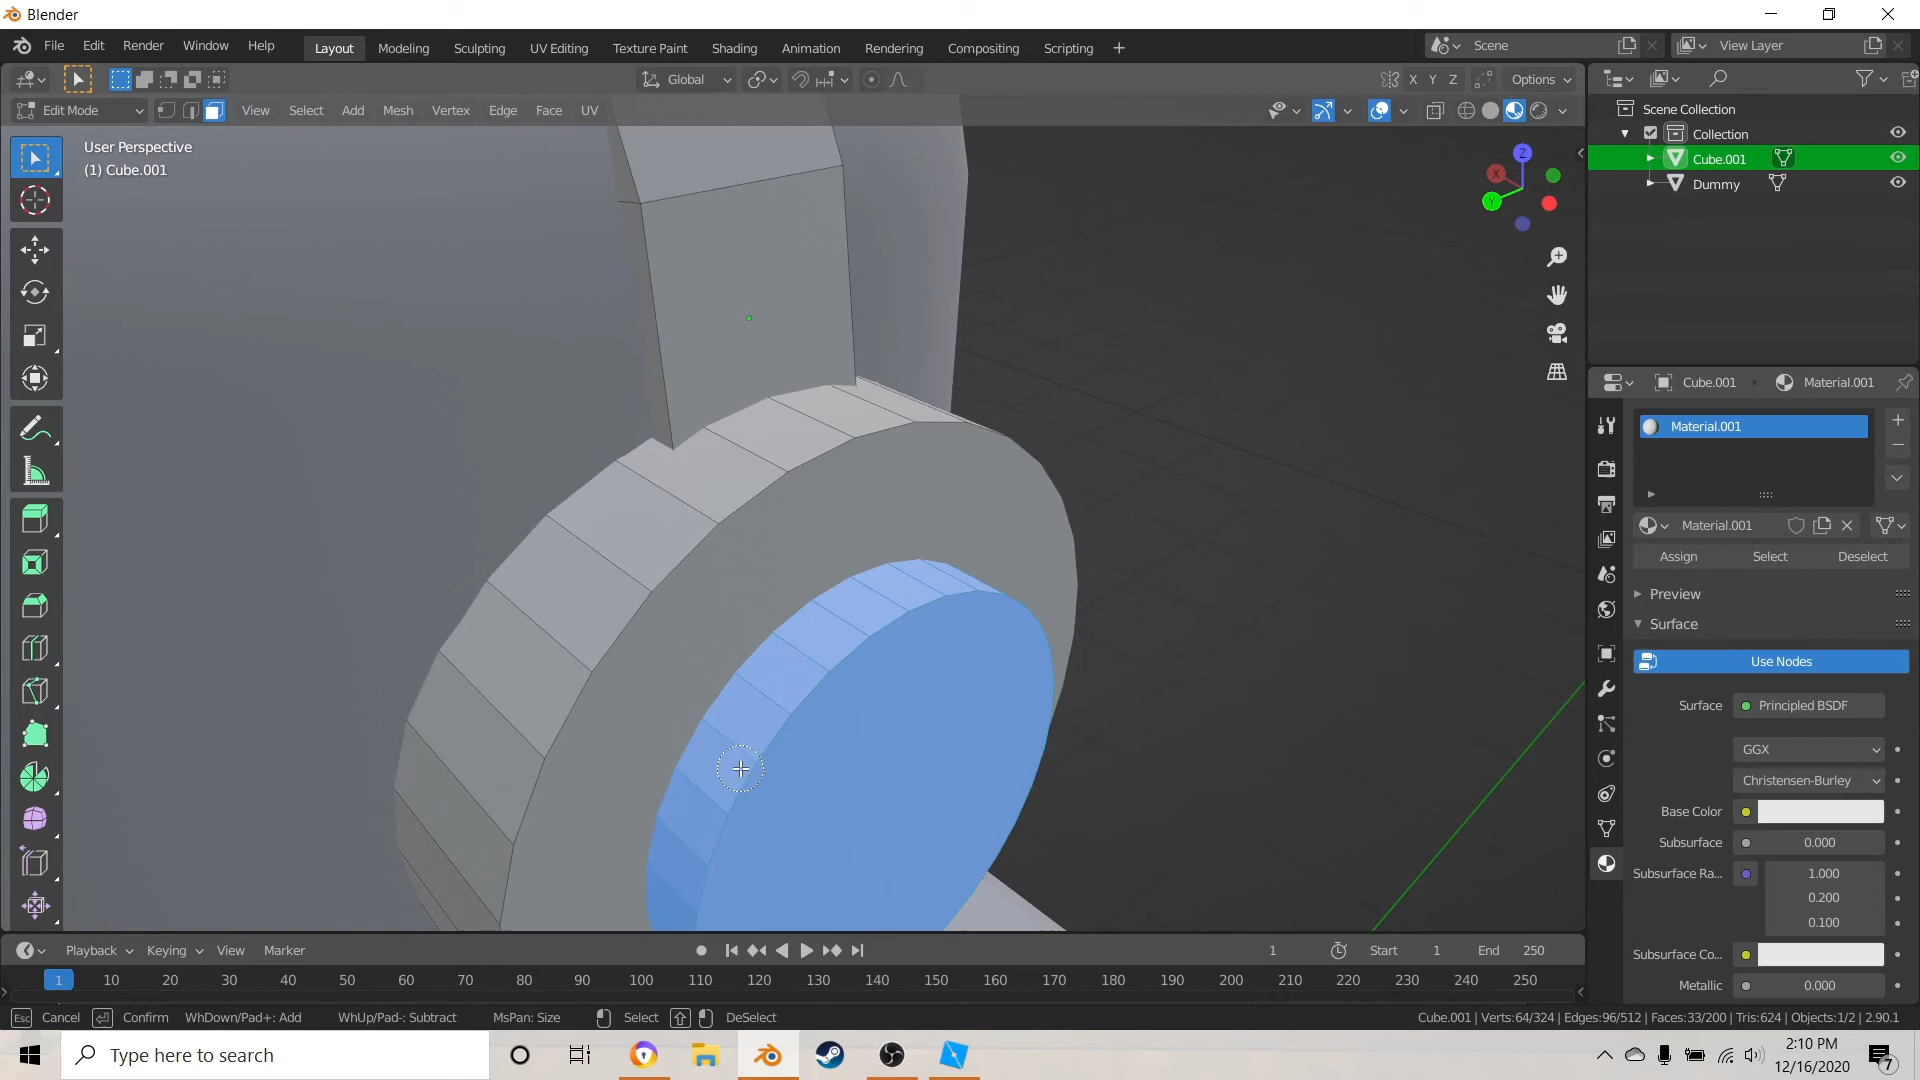 Blender
File Edit Render Window Help Layout Modeling Sculpting UV Editing Texture Paint Shading Animation Rendering Compositing Scripting + Scene View Layer
Global X Y Z Options
Edit Mode View Select Add Mesh Vertex Edge Face UV
Scene Collection
Collection
Cube.001
Dummy
User Perspective
(1) Cube.001
Z
X
Y
Cube.001 Material.001
Material.001
Material.001
Assign Select Deselect
Preview
Surface
Use Nodes
Surface Principled BSDF
GGX
Christensen-Burley
Base Color
Subsurface 0.000
Subsurface Ra... 1.000
0.200
0.100
Subsurface Co...
Metallic 0.000
Playback Keying View Marker 1 Start 1 End 250
1 10 20 30 40 50 60 70 80 90 100 110 120 130 140 150 160 170 180 190 200 210 220 230 240 250
Esc Cancel Confirm WhDown/Pad+: Add WhUp/Pad-: Subtract MsPan: Size Select DeSelect Cube.001 | Verts:64/324 | Edges:96/512 | Faces:33/200 | Tris:624 | Objects:1/2 | 2.90.1
Type here to search
2:10 PM
12/16/2020
7